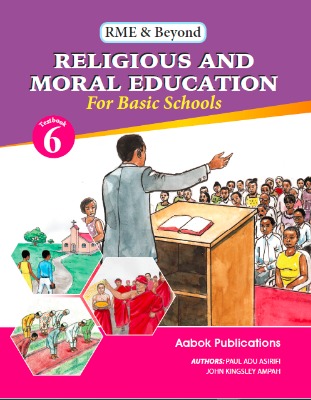 RME & Beyond
RELIGIOUS AND
MORAL EDUCATION
For Basic Schools
Textbook
6
Aabok Publications
AUTHORS: PAUL ADU ASIRIFI
JOHN KINGSLEY AMPAH